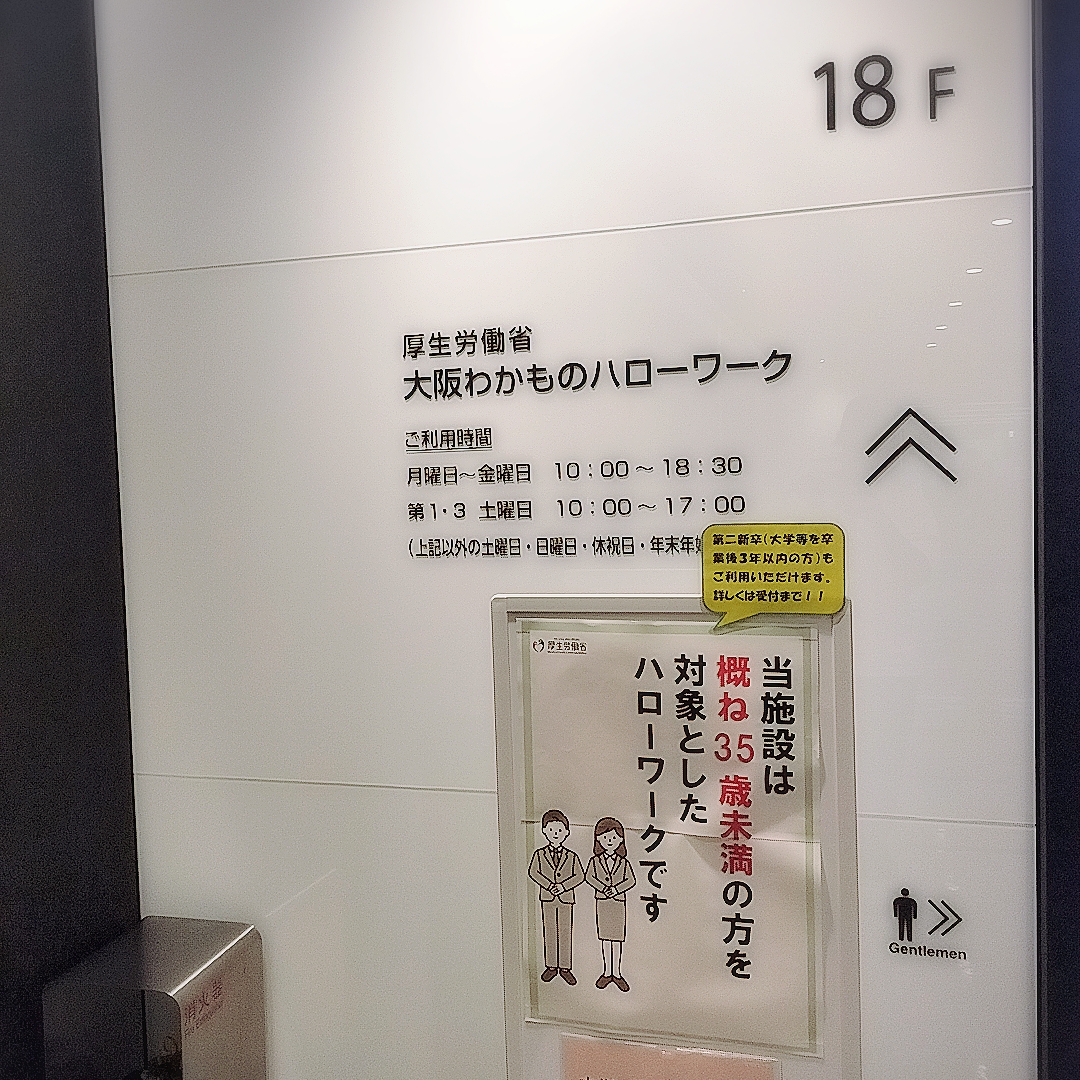 18 F
厚生労働省
大阪わかものハローワーク
ご利用時間
月曜日～金曜日　10：00～18：30
第1・3 土曜日　10：00～17：00
（上記以外の土曜日・日曜日・休祝日・年末年
第二新卒（大学等を卒
業後3年以内の方）も
ご利用いただけます。
詳しくは受付まで！！
厚生労働省
当施設は
概ね35歳未満の方を
対象とした
ハローワークです
Gentlemen
消火器